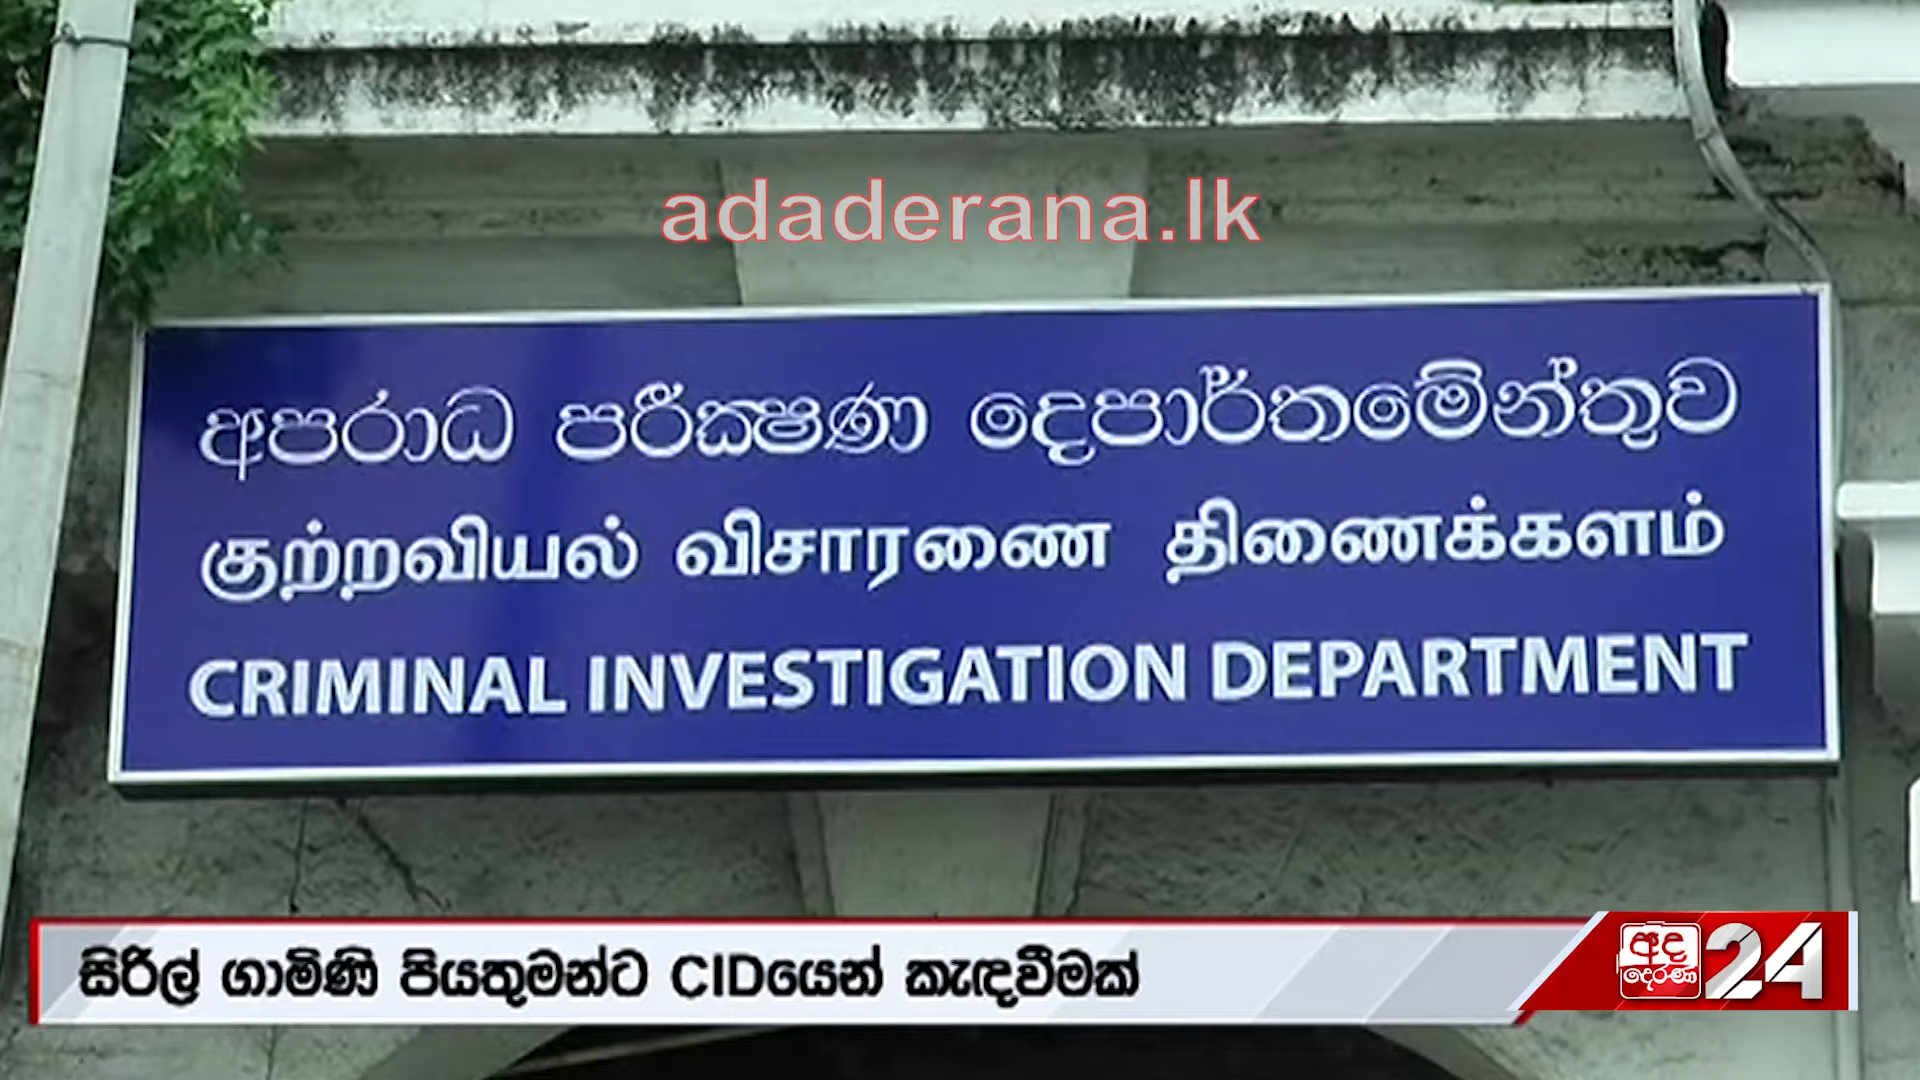 adaderana.lk
අපරාධ පරීක්ෂණ දෙපාර්තමේන්තුව
குற்றவியல் விசாரணை திணைக்களம்
CRIMINAL INVESTIGATION DEPARTMENT
සිරිල් ගාමිණි පියතුමන්ට CIDයෙන් කැඳවීමක්
අද දෙරණ 24